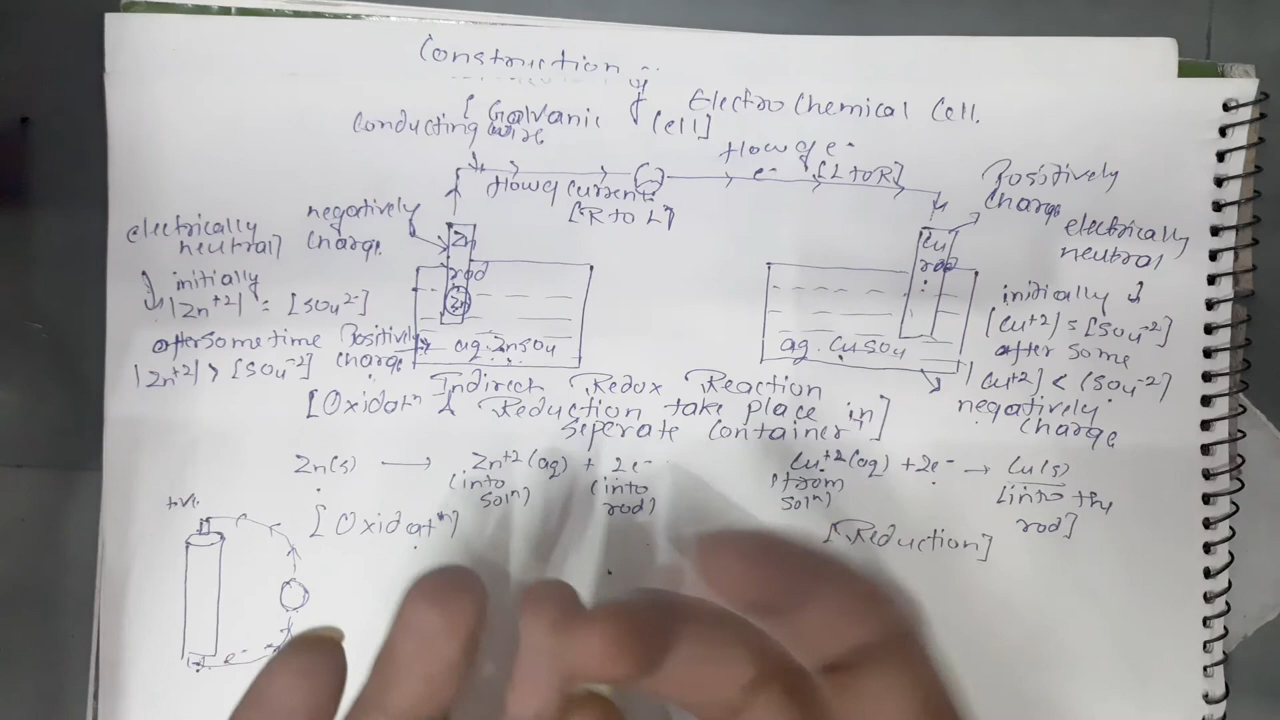 Construction of
[Galvanic Cell]
Electro Chemical Cell.
conducting wire
flow of e-
e- [L to R]
flow of current
[R to L]
Positively
charge
electrically
neutral
negatively
charge
electrically
neutral
initially
|Zn+2| = [SO4 2-]
after some time
|Zn+2| > [SO4-2]
Positively
charge
Zn
rod
Zn
aq. ZnSO4
Cu
rod
aq. CuSO4
initially
[Cu+2] = [SO4-2]
after some
[Cu+2] < [SO4-2]
negatively
charge
Indirect Redox Reaction
[Oxidatn & Reduction take place in
seperate container]
Zn(s) → Zn+2(aq) + 2e-
(into
soln)
(into
rod)
[Oxidatn]
Cu+2(aq) + 2e- → Cu(s)
(from
soln)
[into the
rod]
[Reduction]
+ve
e-